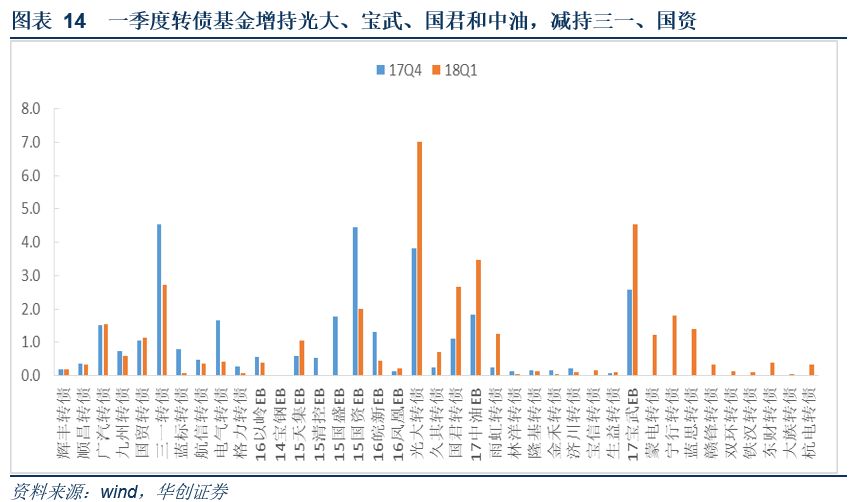 图表 14 一季度转债基金增持光大、宝武、国君和中油，减持三一、国资
17Q4 18Q1
8.0
7.0
6.0
5.0
4.0
3.0
2.0
1.0
0.0
辉丰转债
顺昌转债
广汽转债
九州转债
国贸转债
三一转债
蓝标转债
航信转债
电气转债
格力转债
16以岭EB
14宝钢EB
15天集EB
15清控EB
15国盛EB
15国资EB
16皖新EB
16凤凰EB
光大转债
久其转债
国君转债
17中油EB
雨虹转债
林洋转债
隆基转债
金禾转债
济川转债
宝信转债
生益转债
17宝武EB
蒙电转债
宁行转债
蓝思转债
赣锋转债
双环转债
铁汉转债
东财转债
大族转债
杭电转债
资料来源：wind，华创证券